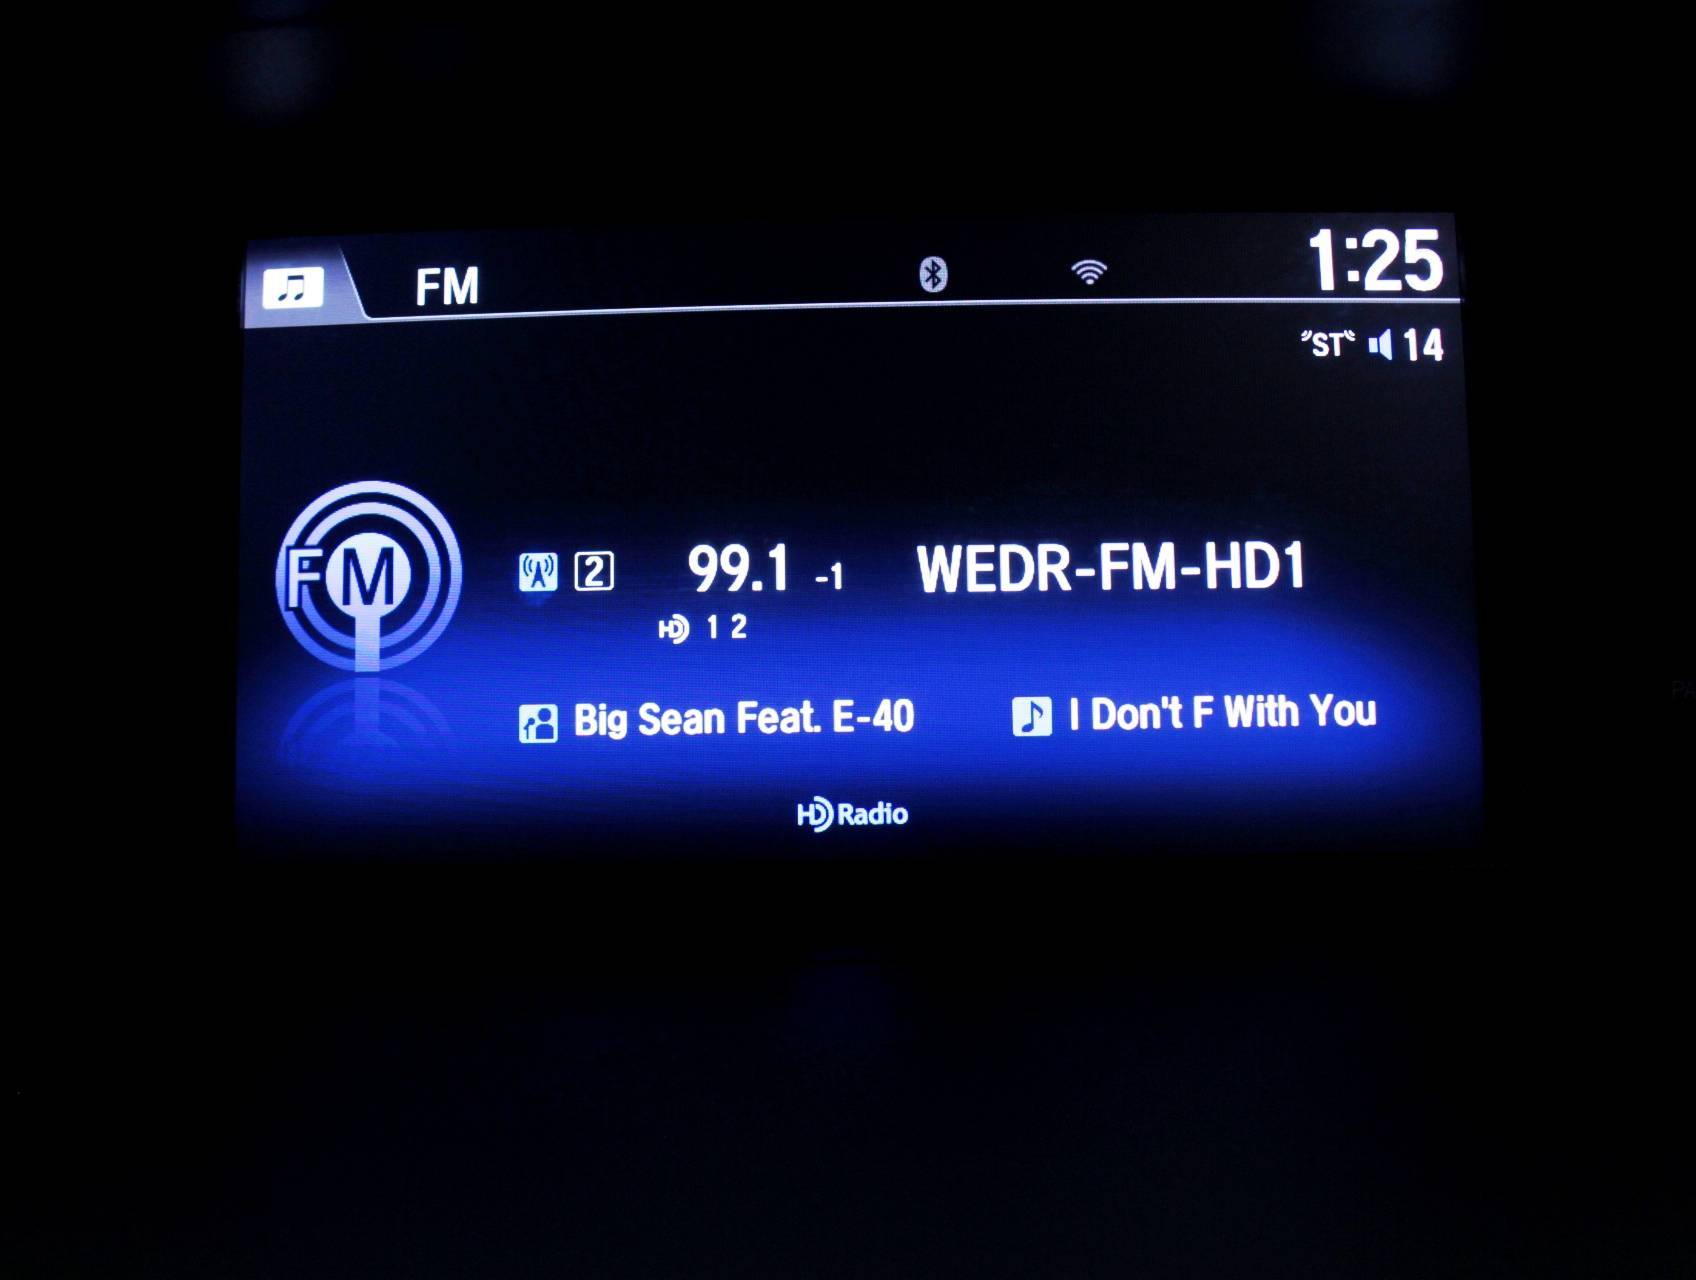 FM 1:25
"ST" 14
FM
2 99.1 -1 WEDR-FM-HD1
HD 1 2
Big Sean Feat. E-40 I Don't F With You
HD Radio